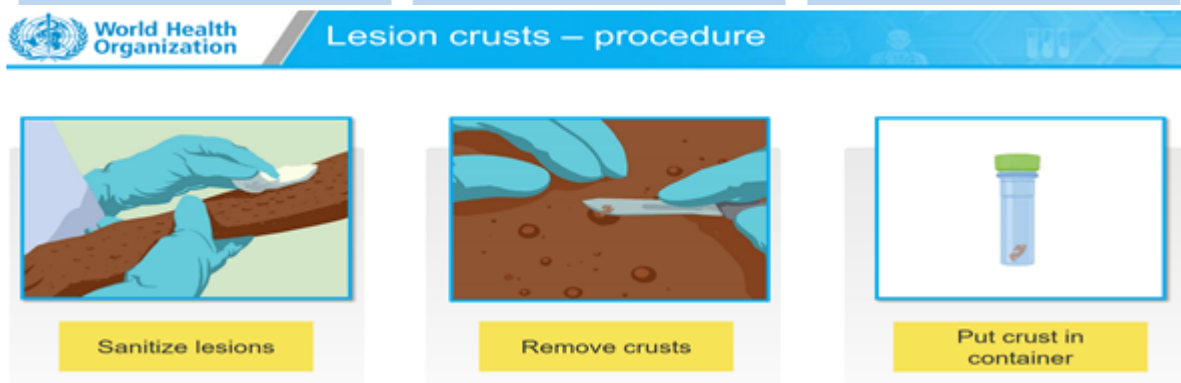 World Health
Organization
Lesion crusts – procedure
Sanitize lesions
Remove crusts
Put crust in
container